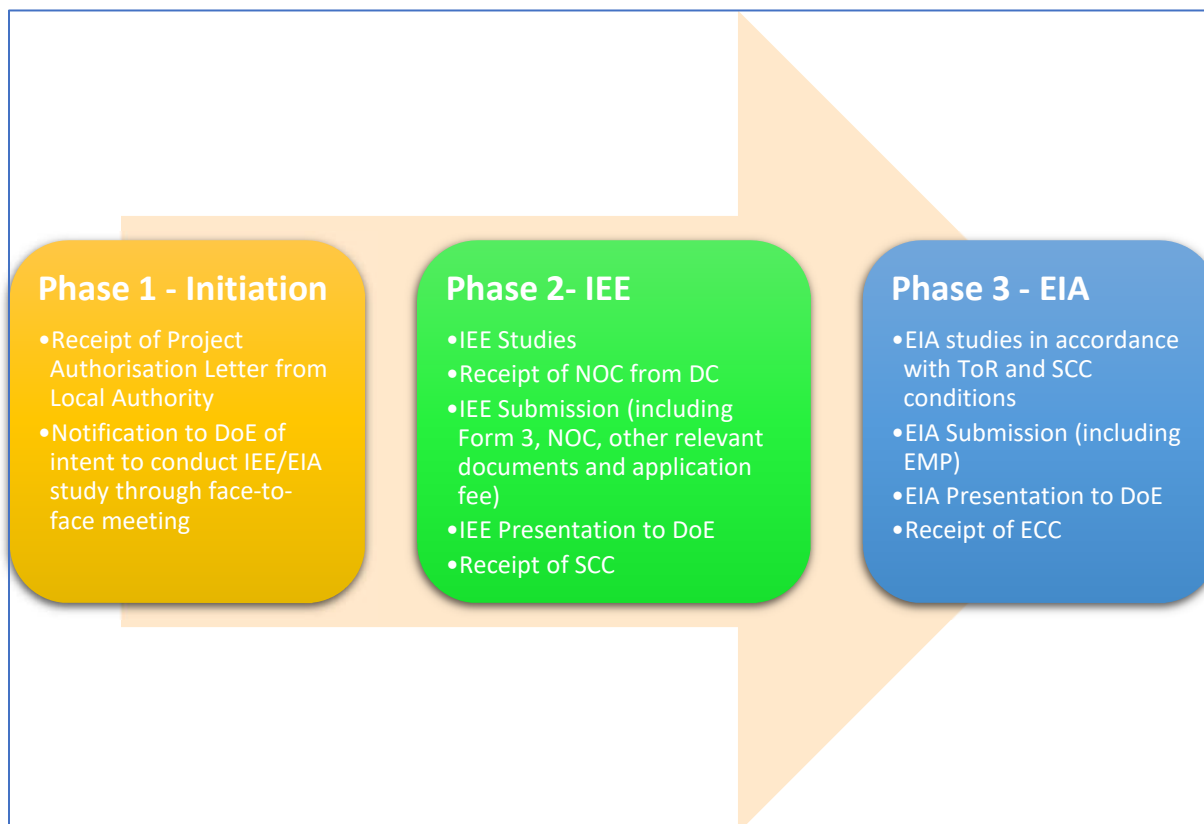 Phase 1 - Initiation
•Receipt of Project
Authorisation Letter from
Local Authority
•Notification to DoE of
intent to conduct IEE/EIA
study through face-to-
face meeting
Phase 2- IEE
•IEE Studies
•Receipt of NOC from DC
•IEE Submission (including
Form 3, NOC, other relevant
documents and application
fee)
•IEE Presentation to DoE
•Receipt of SCC
Phase 3 - EIA
•EIA studies in accordance
with ToR and SCC
conditions
•EIA Submission (including
EMP)
•EIA Presentation to DoE
•Receipt of ECC